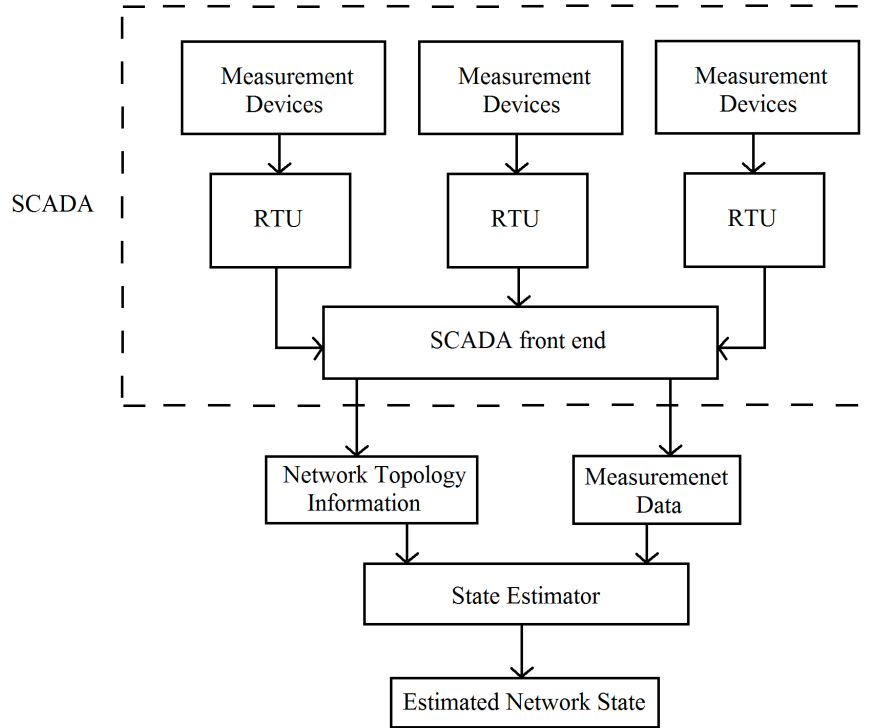 Measurement
Devices
Measurement
Devices
Measurement
Devices
SCADA
RTU
RTU
RTU
SCADA front end
Network Topology
Information
Measuremenet
Data
State Estimator
Estimated Network State